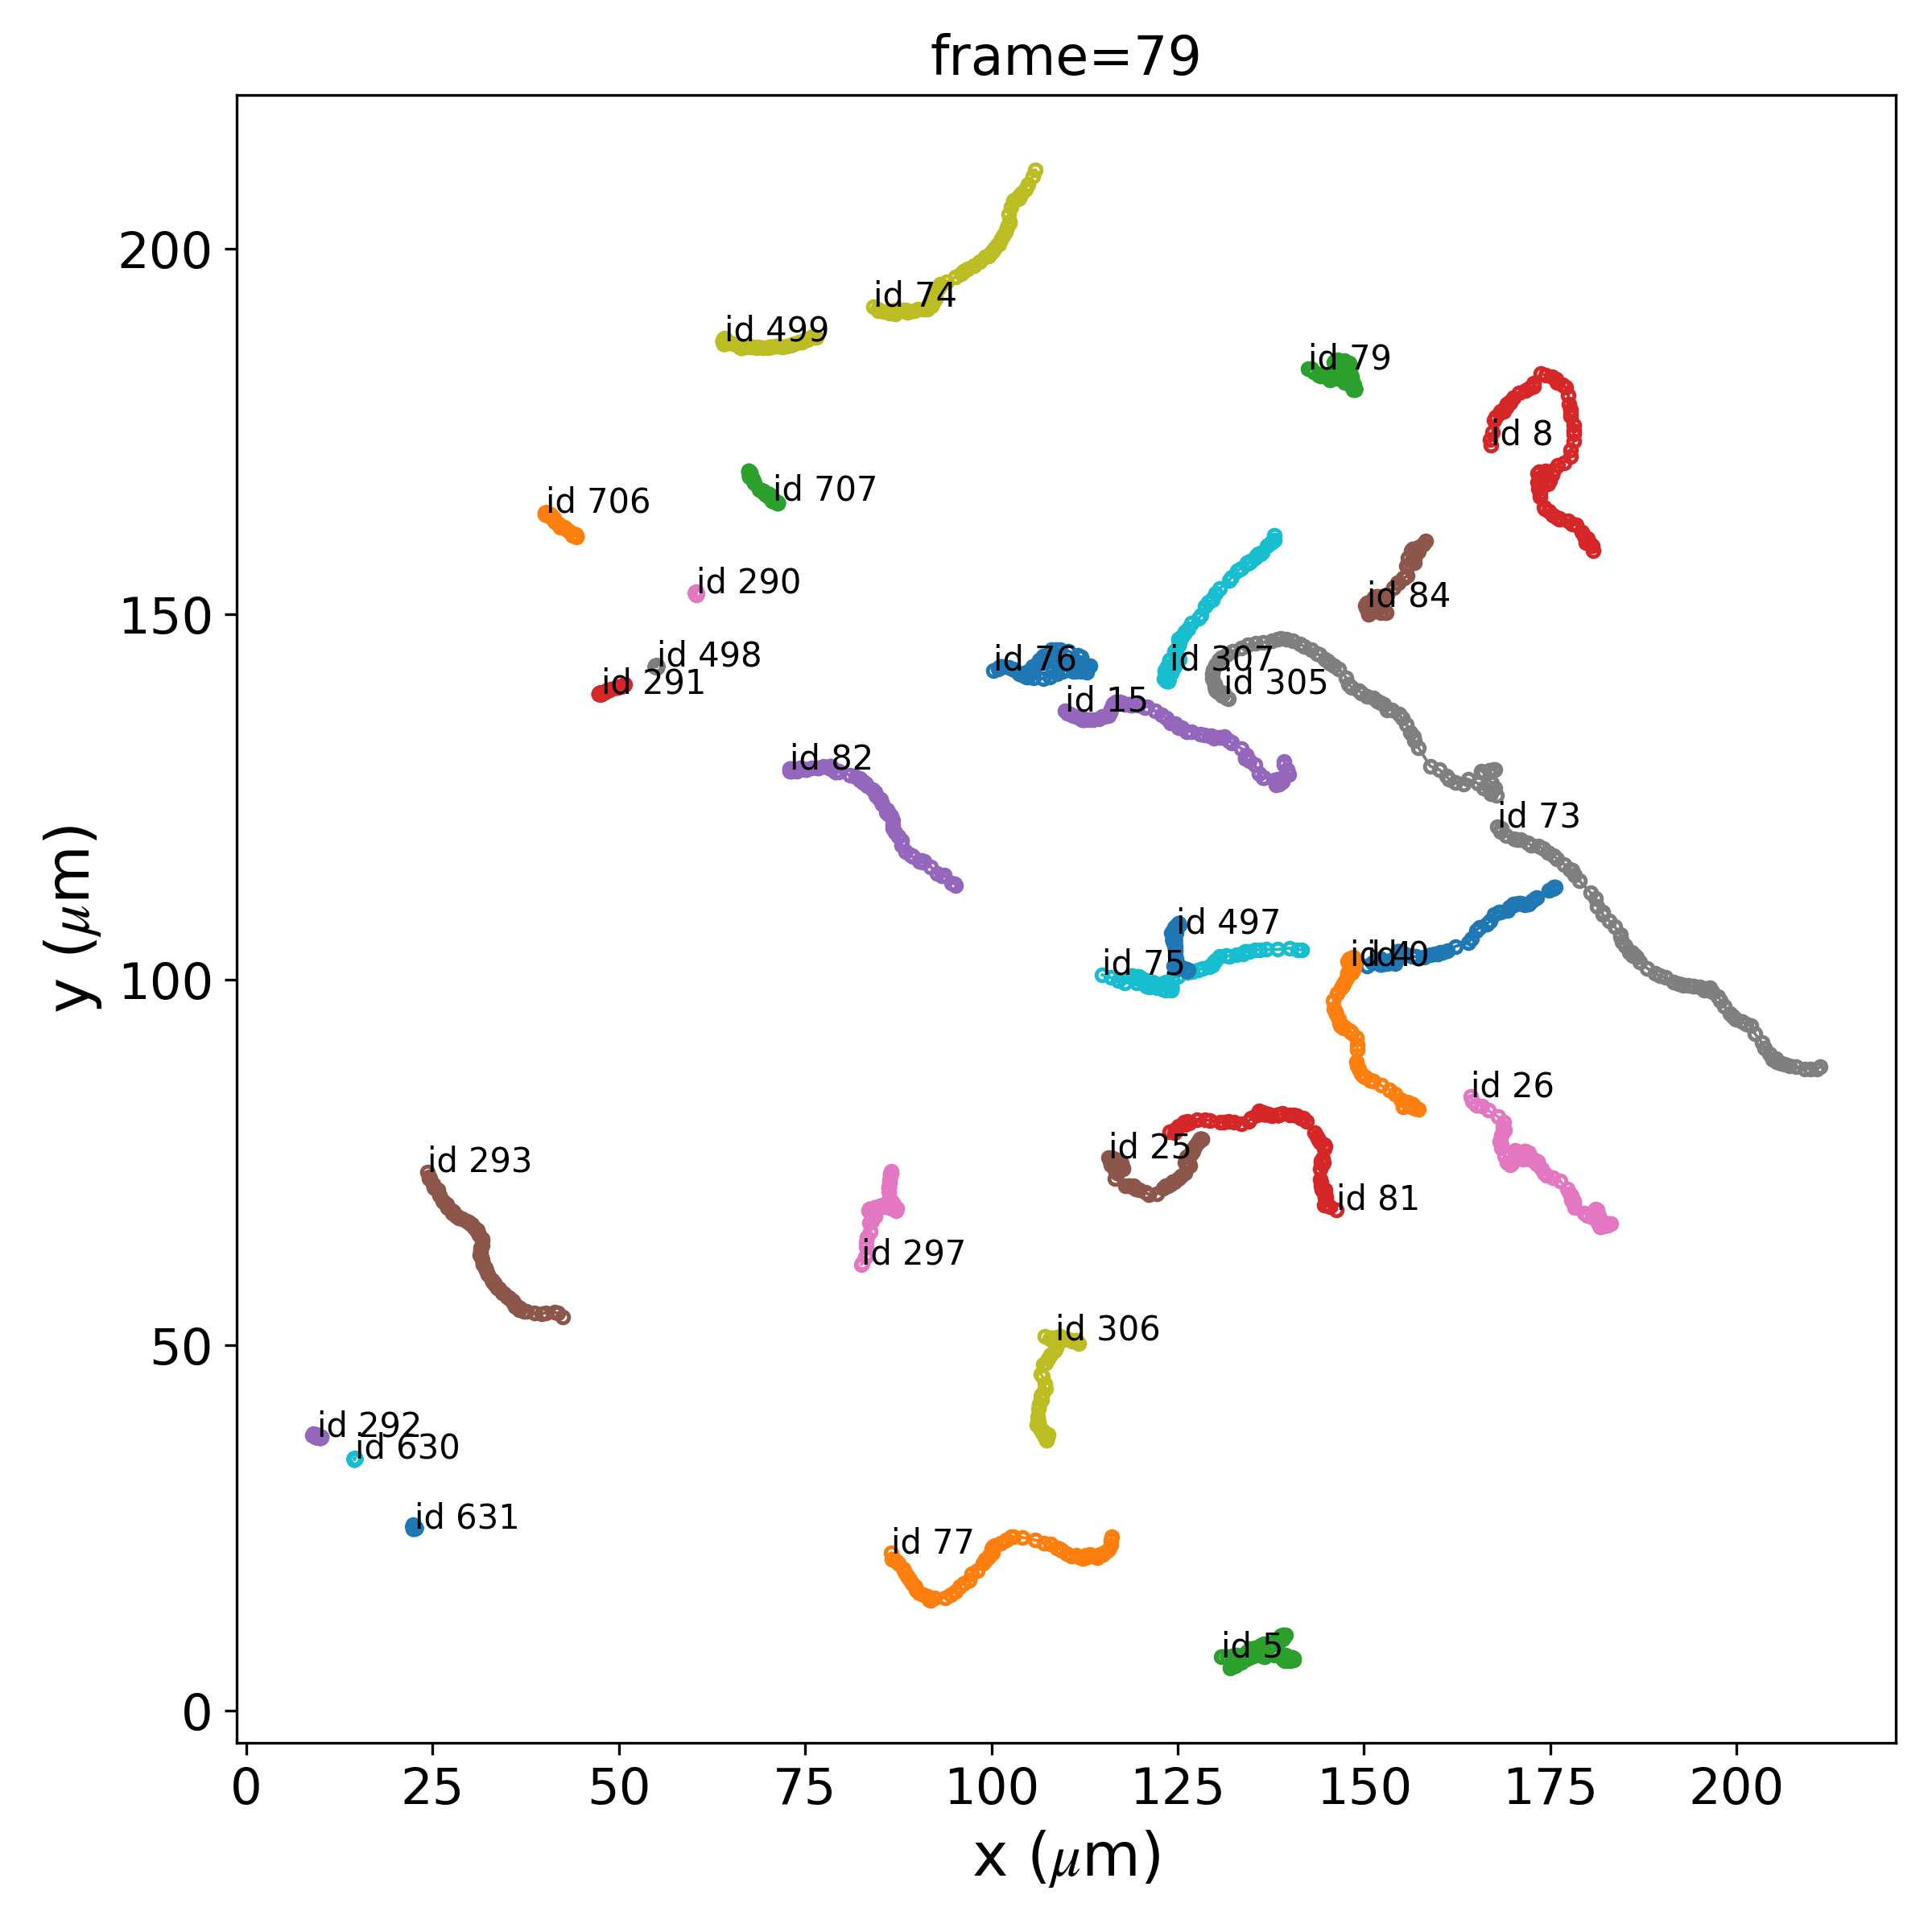 frame=79
y (μm)
200
150
100
50
0
id 74
id 499
id 79
id 8
id 707
id 706
id 290
id 84
id 498
id 291
id 76
id 307
id 305
id 15
id 82
id 73
id 497
id 75
id 4
id 40
id 26
id 25
id 293
id 81
id 297
id 306
id 292
id 630
id 631
id 77
id 5
0
25
50
75
100
125
150
175
200
x (μm)